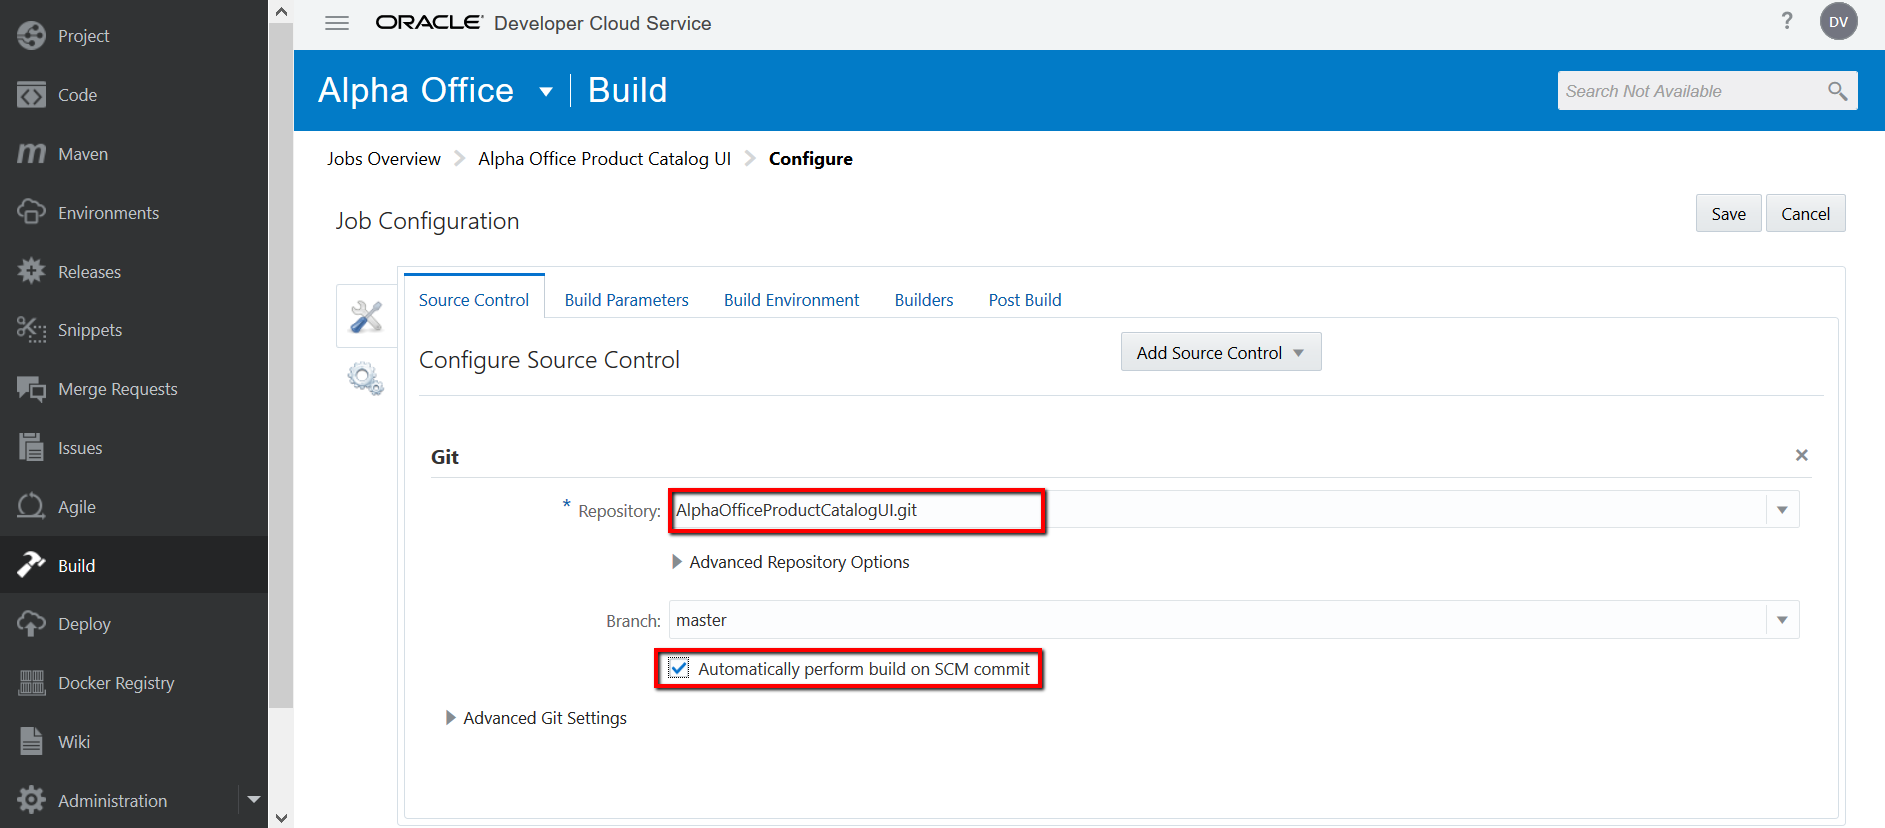 Project
Code
Maven
Environments
Releases
Snippets
Merge Requests
Issues
Agile
Build
Deploy
Docker Registry
Wiki
Administration
ORACLE Developer Cloud Service
? DV
Alpha Office Build
Search Not Available
Jobs Overview Alpha Office Product Catalog UI Configure
Job Configuration
Save Cancel
Source Control Build Parameters Build Environment Builders Post Build
Configure Source Control
Add Source Control
Git
* Repository: AlphaOfficeProductCatalogUI.git
Advanced Repository Options
Branch: master
Automatically perform build on SCM commit
Advanced Git Settings